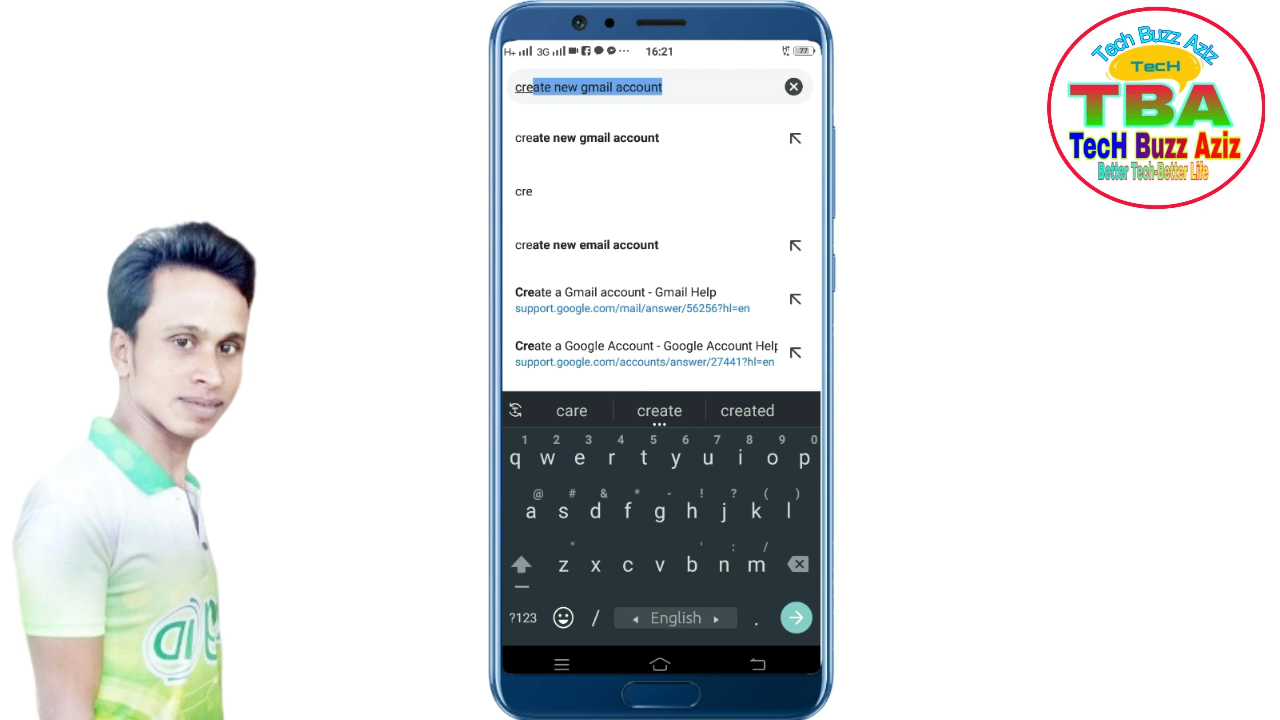 H+ 3G 16:21 77
create new gmail account
create new gmail account
cre
create new email account
Create a Gmail account - Gmail Help
support.google.com/mail/answer/56256?hl=en
Create a Google Account - Google Account Help
support.google.com/accounts/answer/27441?hl=en
care create created
1 2 3 4 5 6 7 8 9 0
q w e r t y u i o p
@ # & * - ! ? ( )
a s d f g h j k l
" ' : /
z x c v b n m
?123 / English .
Tech Buzz Aziz
TecH
TBA
TecH Buzz Aziz
Better Tech-Better Life